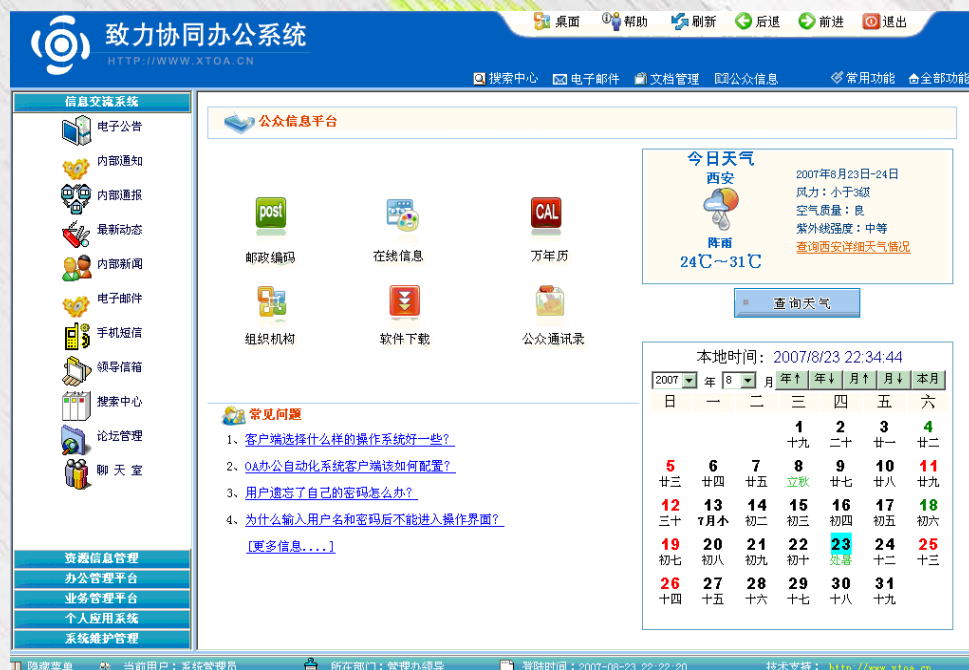 致力协同办公系统
HTTP://WWW.XTOA.CN
桌面 帮助 刷新 后退 前进 退出
搜索中心 电子邮件 文档管理 公众信息 常用功能 全部功能
信息交流系统
电子公告
内部通知
内部通报
最新动态
内部新闻
电子邮件
手机短信
领导信箱
搜索中心
论坛管理
聊 天 室
资源信息管理
办公管理平台
业务管理平台
个人应用系统
系统维护管理
公众信息平台
post
CAL
邮政编码 在线信息 万年历
组织机构 软件下载 公众通讯录
常见问题
1、客户端选择什么样的操作系统好一些？
2、OA办公自动化系统客户端该如何配置？
3、用户遗忘了自己的密码怎么办？
4、为什么输入用户名和密码后不能进入操作界面？
[更多信息....]
今日天气
西安
阵雨
24℃～31℃
2007年8月23日-24日
风力：小于3级
空气质量：良
紫外线强度：中等
查询西安详细天气情况
查询天气
本地时间： 2007/8/23 22:34:44
2007 年 8 月 年↑ 年↓ 月↑ 月↓ 本月
日 一 二 三 四 五 六
1 2 3 4
十九 二十 廿一 廿二
5 6 7 8 9 10 11
廿三 廿四 廿五 立秋 廿七 廿八 廿九
12 13 14 15 16 17 18
三十 7月小 初二 初三 初四 初五 初六
19 20 21 22 23 24 25
初七 初八 初九 初十 处暑 十二 十三
26 27 28 29 30 31
十四 十五 十六 十七 十八 十九
隐藏菜单 当前用户：系统管理员 所在部门：管理办领导 登陆时间：2007-08-23 22:22:20 技术支持： http://www.xtoa.cn